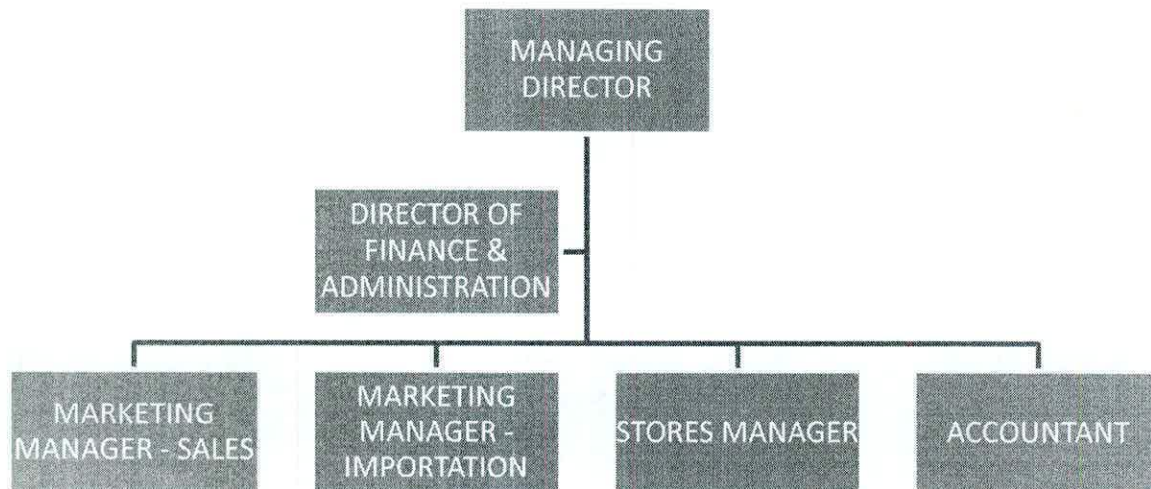 MANAGING
DIRECTOR
DIRECTOR OF
FINANCE &
ADMINISTRATION
MARKETING
MANAGER - SALES
MARKETING
MANAGER -
IMPORTATION
STORES MANAGER
ACCOUNTANT